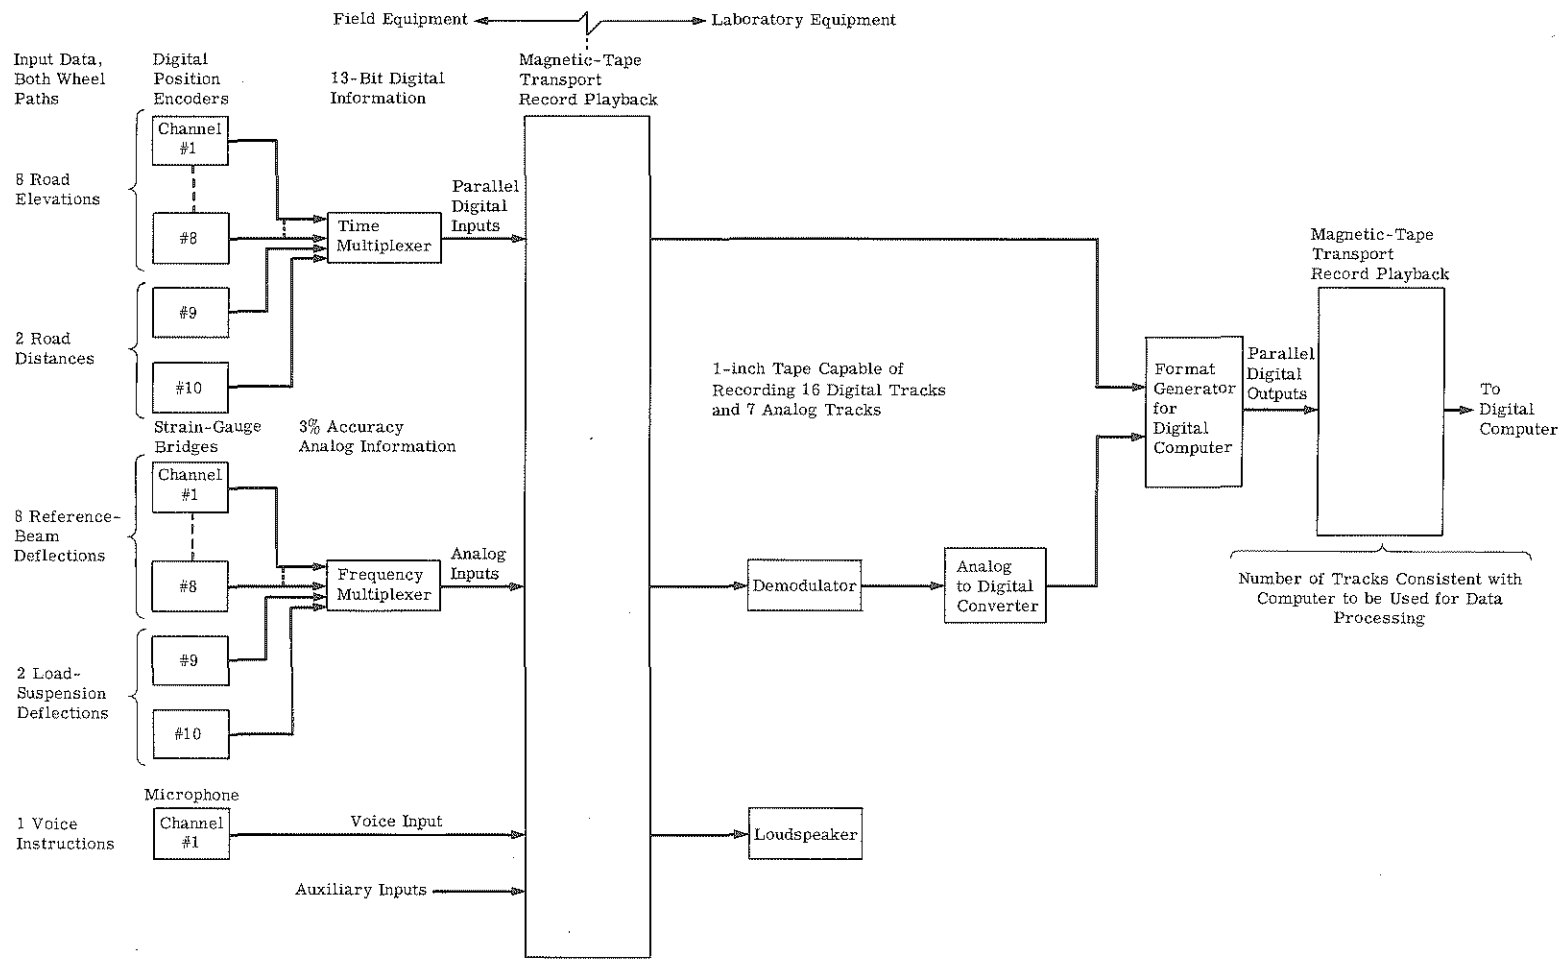 Field Equipment
Laboratory Equipment
Input Data,
Both Wheel
Paths
Digital
Position
Encoders
13-Bit Digital
Information
Magnetic-Tape
Transport
Record Playback
8 Road
Elevations
Channel
#1
#8
Time
Multiplexer
Parallel
Digital
Inputs
2 Road
Distances
#9
#10
Magnetic-Tape
Transport
Record Playback
1-inch Tape Capable of
Recording 16 Digital Tracks
and 7 Analog Tracks
Format
Generator
for
Digital
Computer
Parallel
Digital
Outputs
To
Digital
Computer
Strain-Gauge
Bridges
3% Accuracy
Analog Information
8 Reference-
Beam
Deflections
Channel
#1
#8
Frequency
Multiplexer
Analog
Inputs
Demodulator
Analog
to Digital
Converter
Number of Tracks Consistent with
Computer to be Used for Data
Processing
2 Load-
Suspension
Deflections
#9
#10
Microphone
1 Voice
Instructions
Channel
#1
Voice Input
Loudspeaker
Auxiliary Inputs